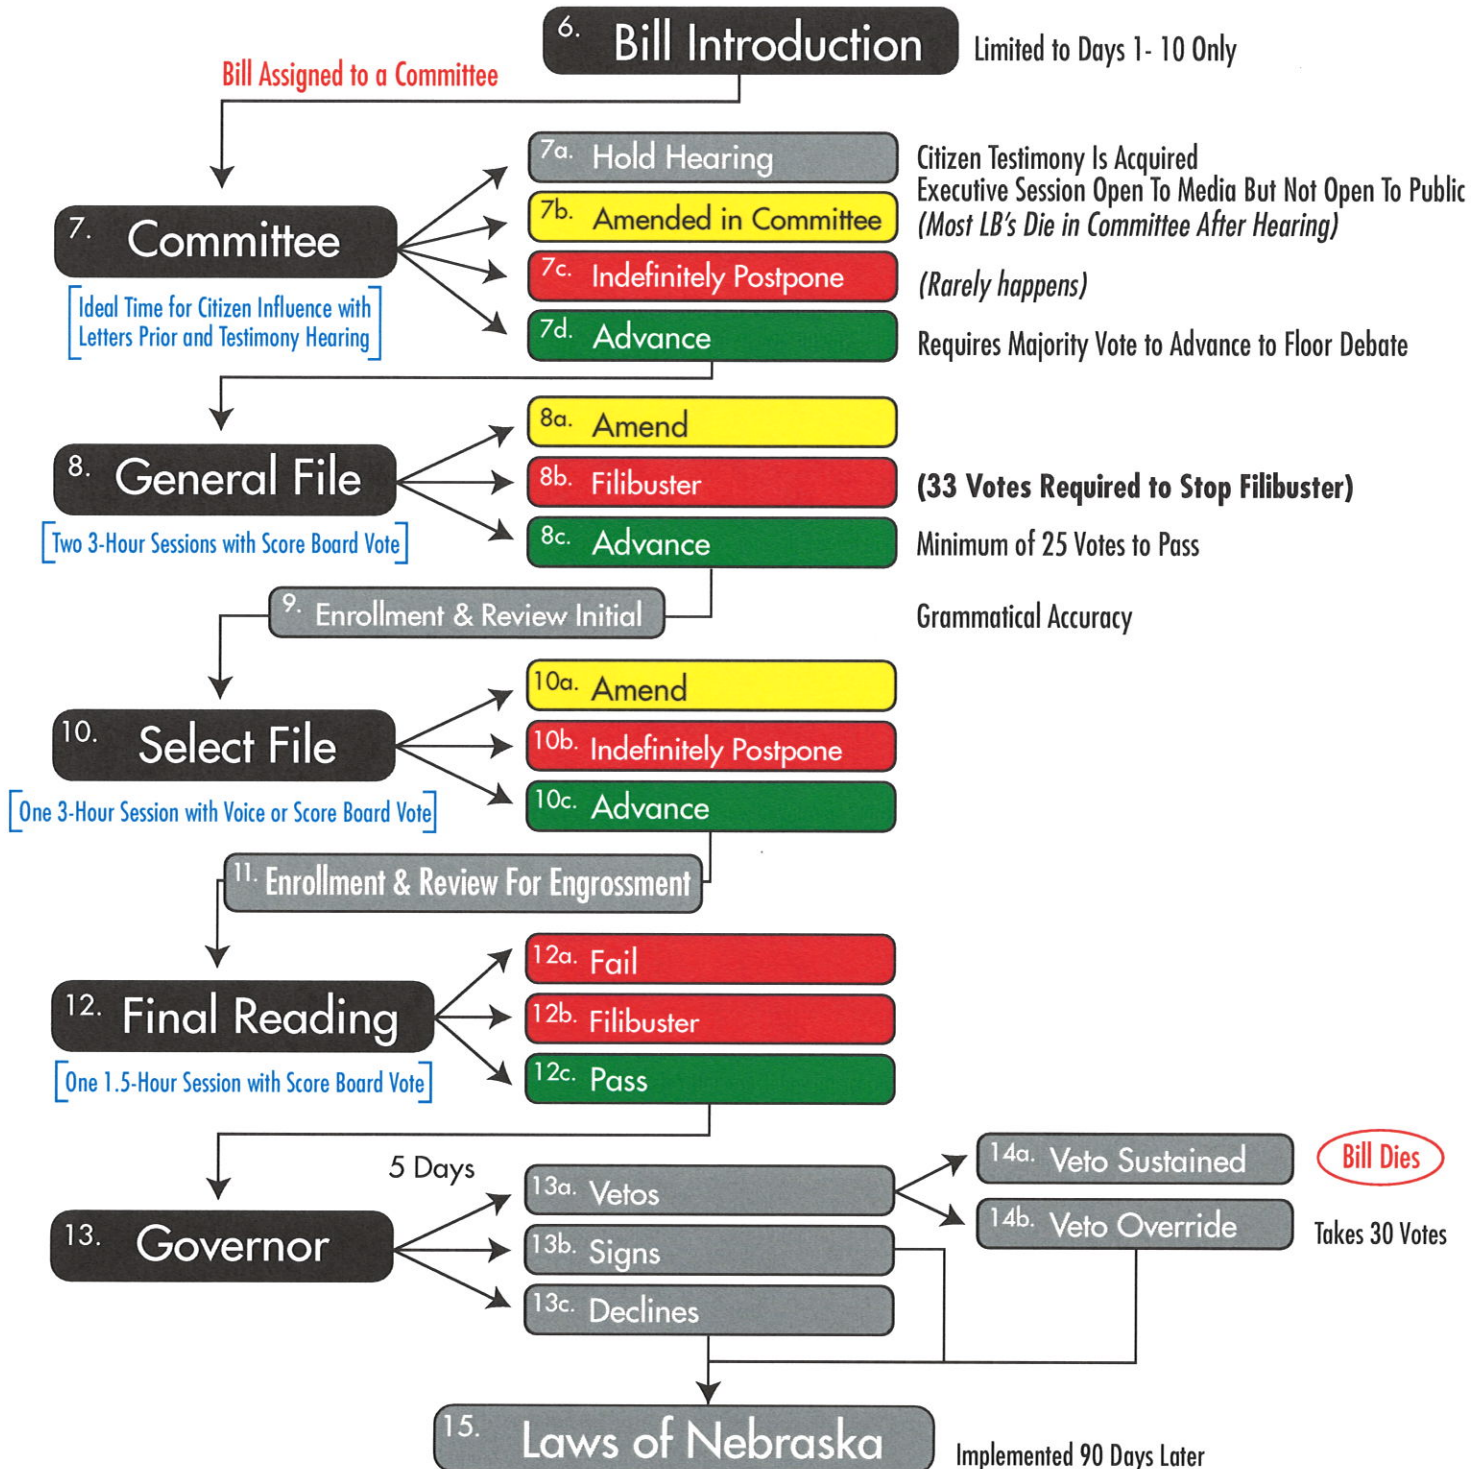 6. Bill Introduction
Limited to Days 1- 10 Only
Bill Assigned to a Committee
7. Committee
[Ideal Time for Citizen Influence with
Letters Prior and Testimony Hearing]
7a. Hold Hearing
Citizen Testimony Is Acquired
Executive Session Open To Media But Not Open To Public
7b. Amended in Committee
(Most LB's Die in Committee After Hearing)
7c. Indefinitely Postpone
(Rarely happens)
7d. Advance
Requires Majority Vote to Advance to Floor Debate
8. General File
[Two 3-Hour Sessions with Score Board Vote]
8a. Amend
8b. Filibuster
(33 Votes Required to Stop Filibuster)
8c. Advance
Minimum of 25 Votes to Pass
9. Enrollment & Review Initial
Grammatical Accuracy
10. Select File
[One 3-Hour Session with Voice or Score Board Vote]
10a. Amend
10b. Indefinitely Postpone
10c. Advance
11. Enrollment & Review For Engrossment
12. Final Reading
[One 1.5-Hour Session with Score Board Vote]
12a. Fail
12b. Filibuster
12c. Pass
5 Days
13. Governor
13a. Vetos
13b. Signs
13c. Declines
14a. Veto Sustained
Bill Dies
14b. Veto Override
Takes 30 Votes
15. Laws of Nebraska
Implemented 90 Days Later